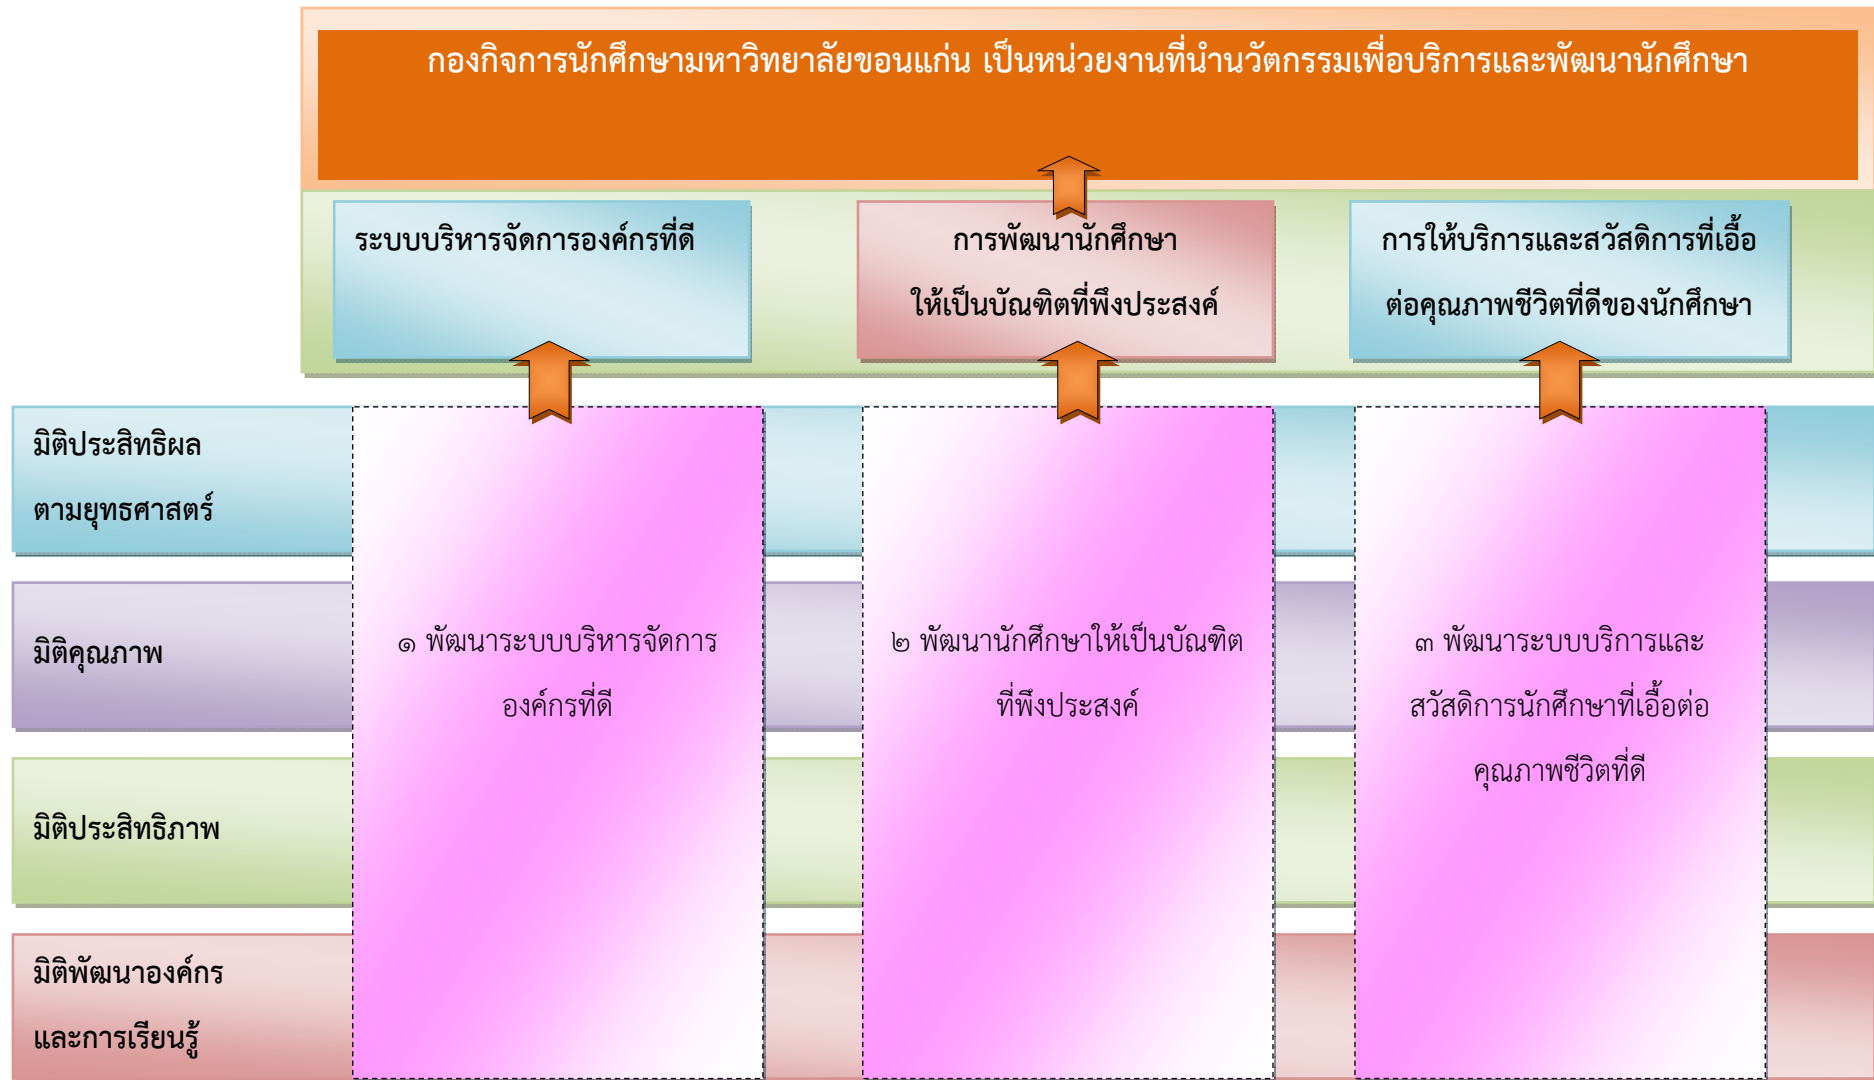 กองกิจการนักศึกษามหาวิทยาลัยขอนแก่น เป็นหน่วยงานที่นำนวัตกรรมเพื่อบริการและพัฒนานักศึกษา
ระบบบริหารจัดการองค์กรที่ดี
การพัฒนานักศึกษา
ให้เป็นบัณฑิตที่พึงประสงค์
การให้บริการและสวัสดิการที่เอื้อ
ต่อคุณภาพชีวิตที่ดีของนักศึกษา
มิติประสิทธิผล
ตามยุทธศาสตร์
มิติคุณภาพ
มิติประสิทธิภาพ
มิติพัฒนาองค์กร
และการเรียนรู้
๑ พัฒนาระบบบริหารจัดการ
องค์กรที่ดี
๒ พัฒนานักศึกษาให้เป็นบัณฑิต
ที่พึงประสงค์
๓ พัฒนาระบบบริการและ
สวัสดิการนักศึกษาที่เอื้อต่อ
คุณภาพชีวิตที่ดี